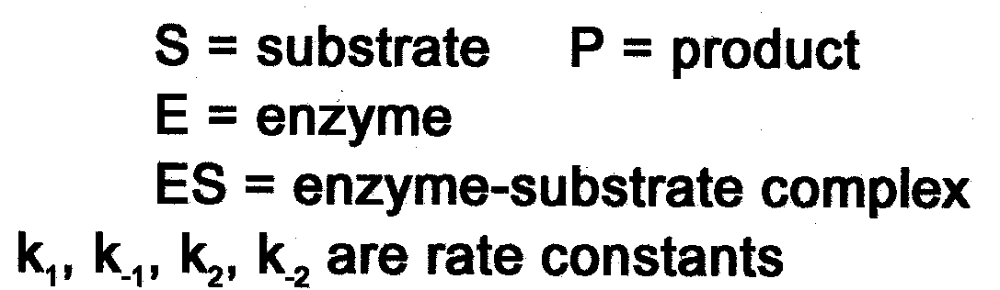 S = substrate P = product
E = enzyme
ES = enzyme-substrate complex
k₁, k₋₁, k₂, k₋₂ are rate constants